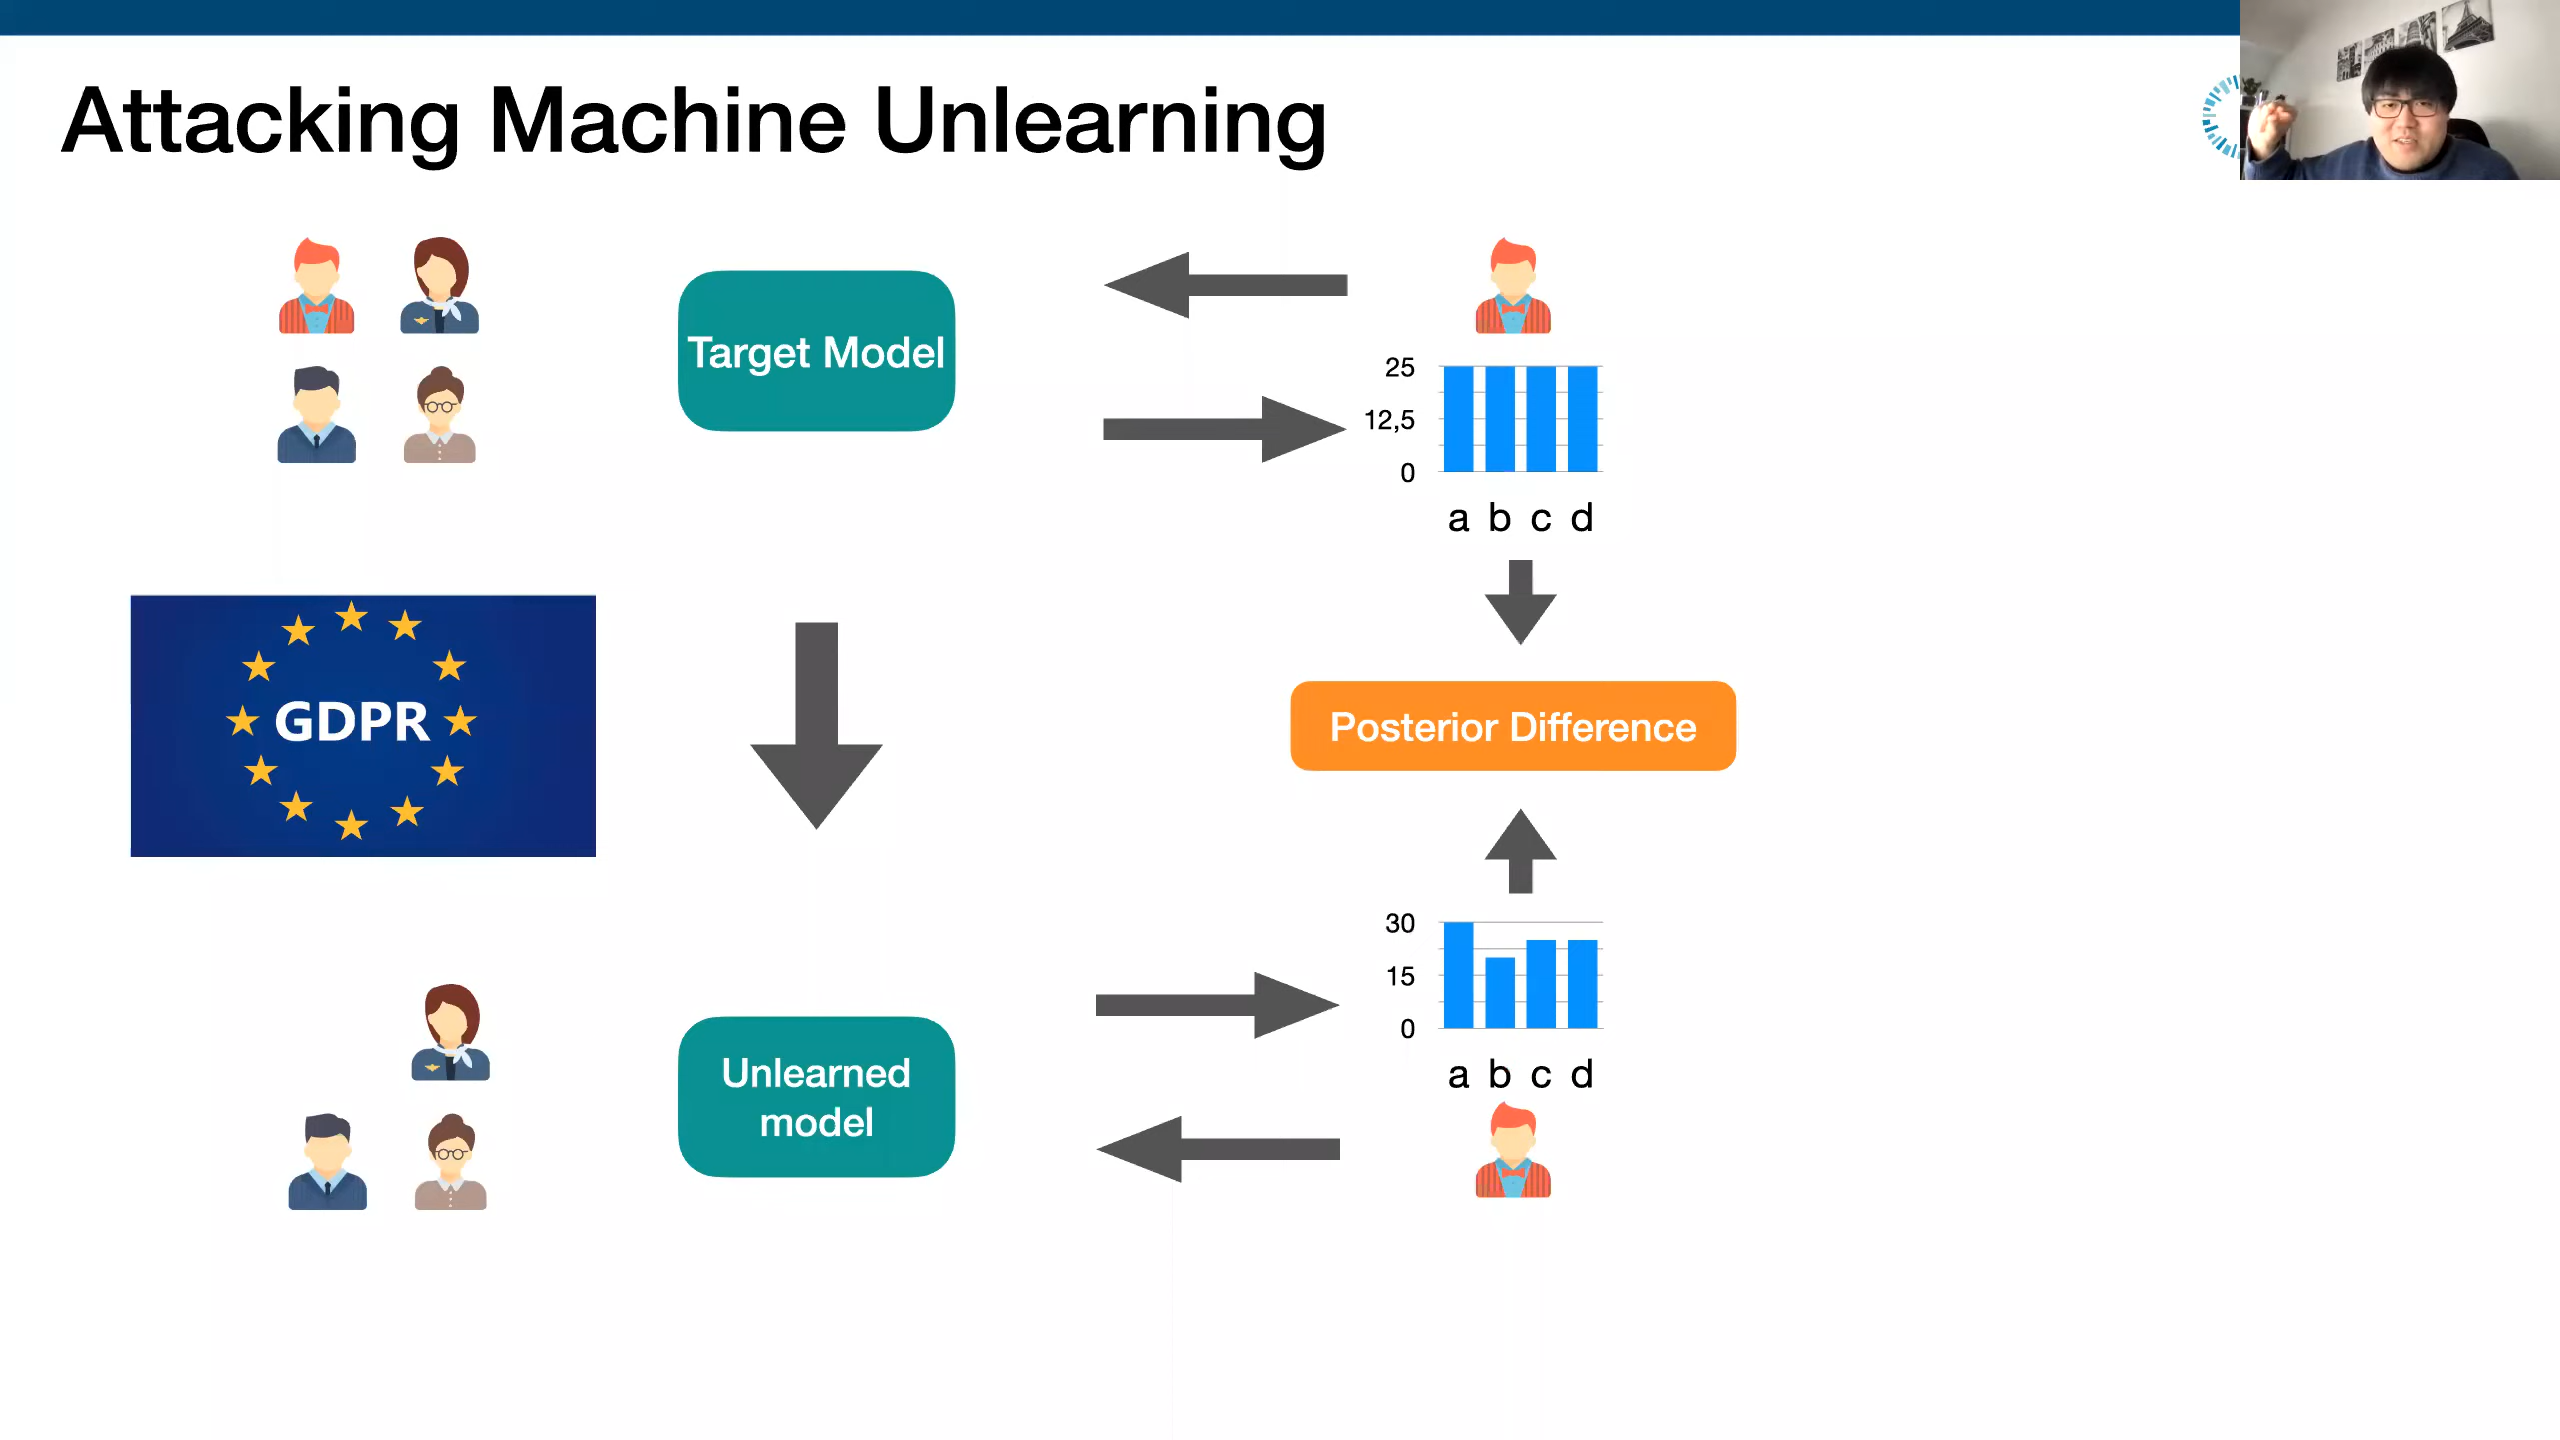 Attacking Machine Unlearning
Target Model
25
12,5
0
a b c d
GDPR
Posterior Difference
30
15
0
a b c d
Unlearned
model